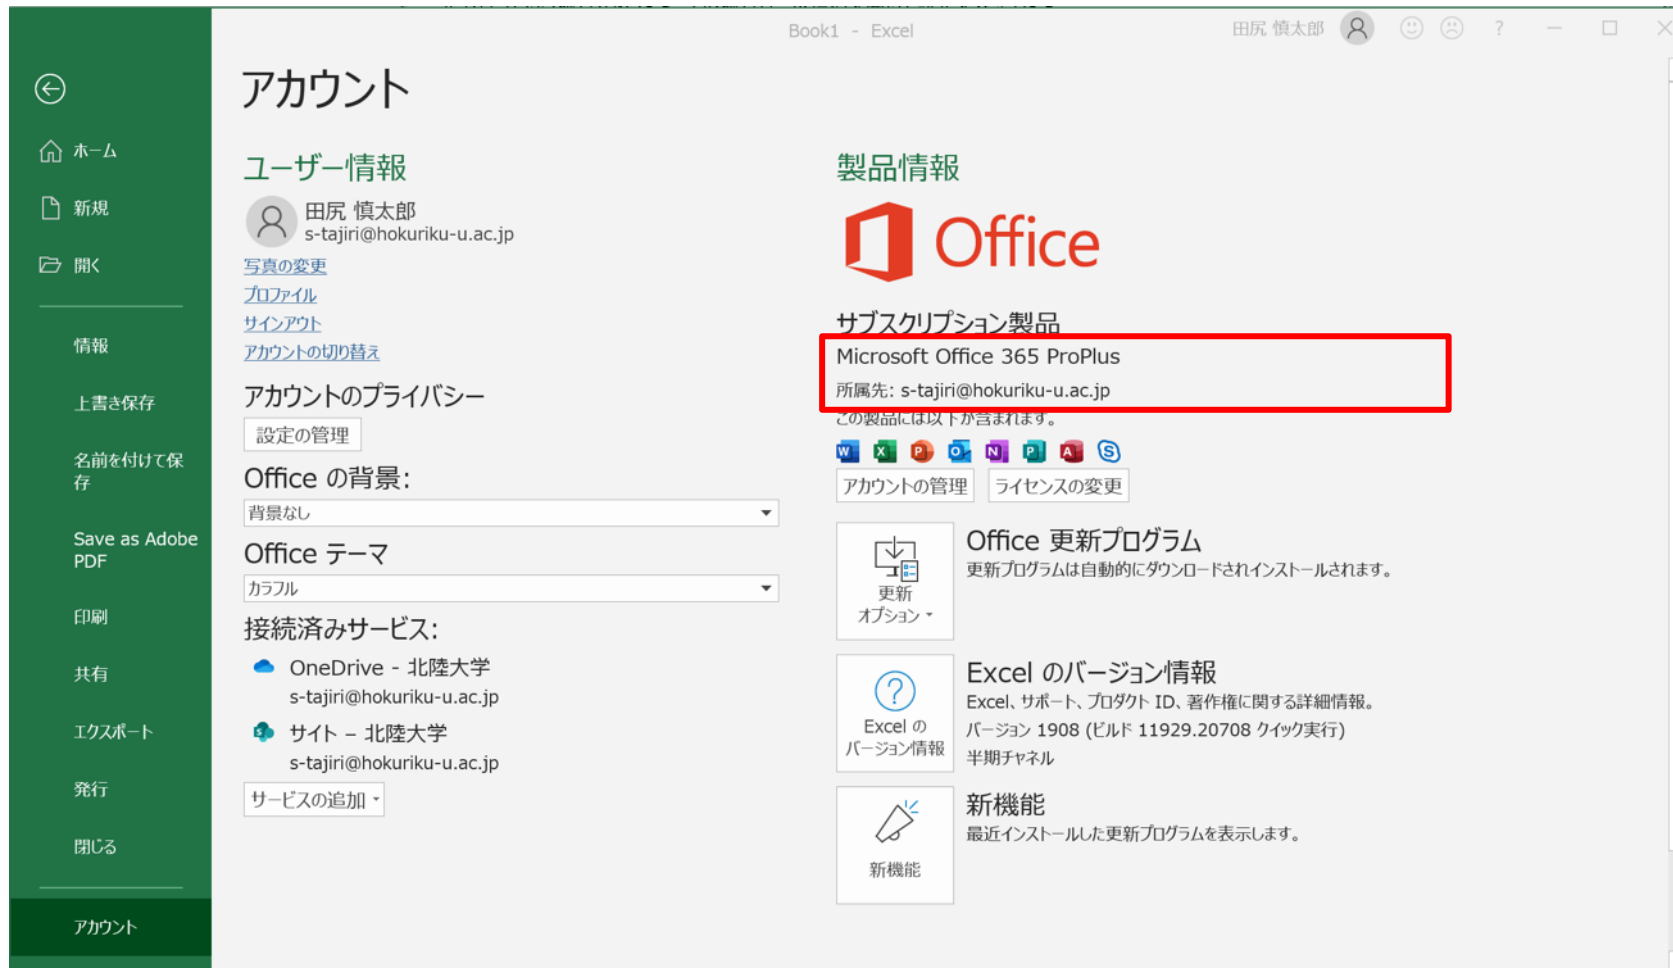 Book1 - Excel
田尻 慎太郎
?
アカウント
ホーム
新規
開く
情報
上書き保存
名前を付けて保
存
Save as Adobe
PDF
印刷
共有
エクスポート
発行
閉じる
アカウント
ユーザー情報
田尻 慎太郎
s-tajiri@hokuriku-u.ac.jp
写真の変更
プロファイル
サインアウト
アカウントの切り替え
アカウントのプライバシー
設定の管理
Office の背景:
背景なし
Office テーマ
カラフル
接続済みサービス:
OneDrive - 北陸大学
s-tajiri@hokuriku-u.ac.jp
サイト – 北陸大学
s-tajiri@hokuriku-u.ac.jp
サービスの追加
製品情報
Office
サブスクリプション製品
Microsoft Office 365 ProPlus
所属先: s-tajiri@hokuriku-u.ac.jp
この製品には以下が含まれます。
アカウントの管理
ライセンスの変更
更新
オプション
Office 更新プログラム
更新プログラムは自動的にダウンロードされインストールされます。
Excel の
バージョン情報
Excel のバージョン情報
Excel、サポート、プロダクト ID、著作権に関する詳細情報。
バージョン 1908 (ビルド 11929.20708 クイック実行)
半期チャネル
新機能
新機能
最近インストールした更新プログラムを表示します。